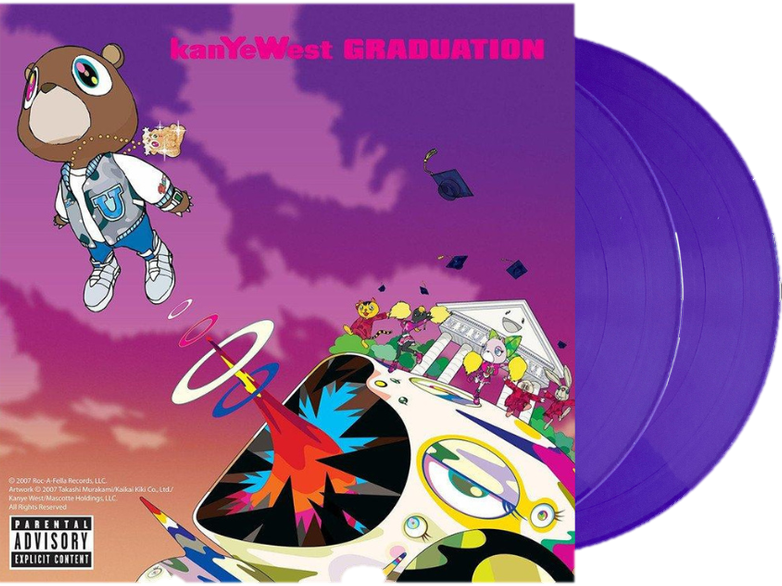 kanYeWest GRADUATION
U
© 2007 Roc-A-Fella Records, LLC.
Artwork © 2007 Takashi Murakami/Kaikai Kiki Co., Ltd./
Kanye West/Mascotte Holdings, LLC.
All Rights Reserved
PARENTAL
ADVISORY
EXPLICIT CONTENT